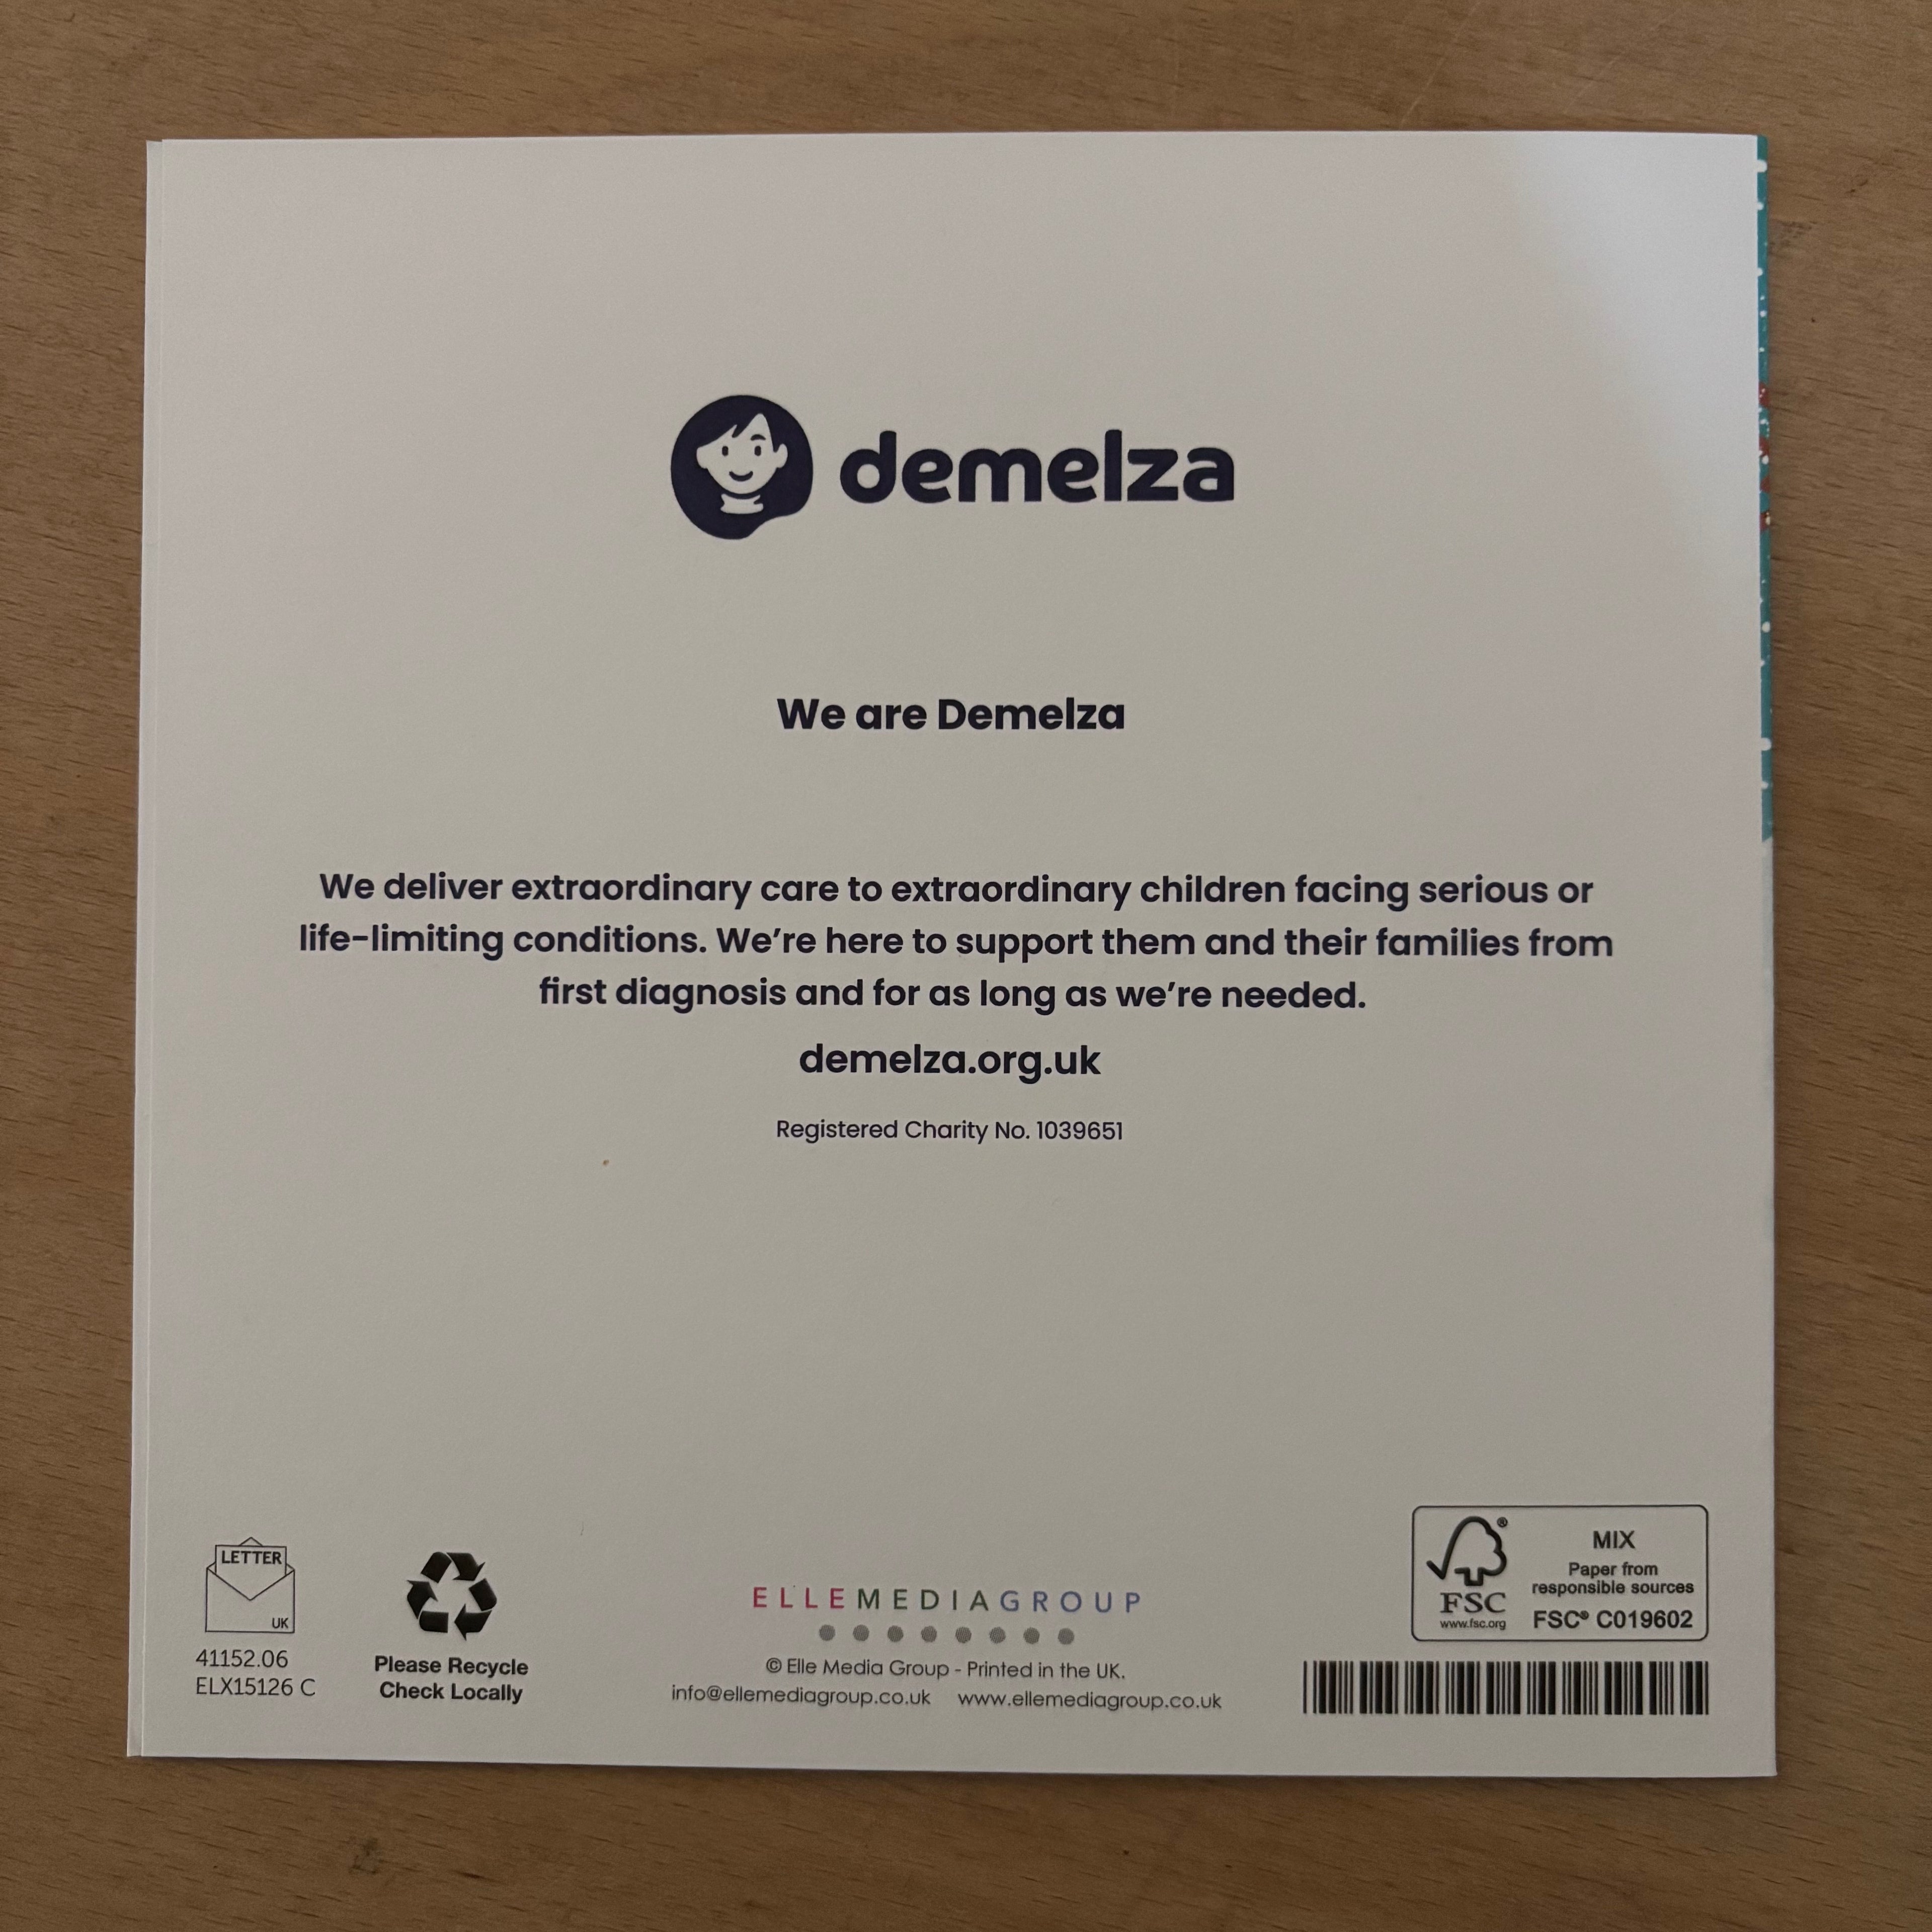 demelza
We are Demelza
We deliver extraordinary care to extraordinary children facing serious or
life-limiting conditions. We’re here to support them and their families from
first diagnosis and for as long as we’re needed.
demelza.org.uk
Registered Charity No. 1039651
LETTER
UK
41152.06
ELX15126 C
Please Recycle
Check Locally
ELLEMEDIAGROUP
© Elle Media Group - Printed in the UK.
info@ellemediagroup.co.uk www.ellemediagroup.co.uk
®
FSC
www.fsc.org
MIX
Paper from
responsible sources
FSC® C019602